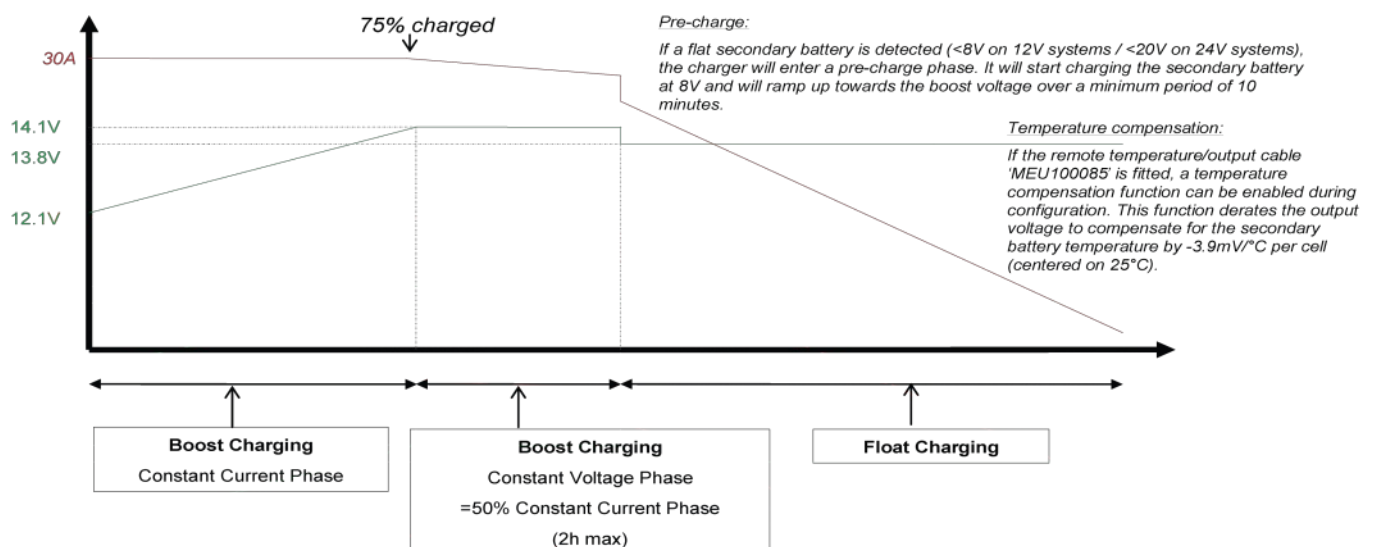 75% charged
30A
14.1V
13.8V
12.1V
Pre-charge:
If a flat secondary battery is detected (<8V on 12V systems / <20V on 24V systems),
the charger will enter a pre-charge phase. It will start charging the secondary battery
at 8V and will ramp up towards the boost voltage over a minimum period of 10
minutes.
Temperature compensation:
If the remote temperature/output cable
'MEU100085' is fitted, a temperature
compensation function can be enabled during
configuration. This function derates the output
voltage to compensate for the secondary
battery temperature by -3.9mV/°C per cell
(centered on 25°C).
Boost Charging
Constant Current Phase
Boost Charging
Constant Voltage Phase
=50% Constant Current Phase
(2h max)
Float Charging